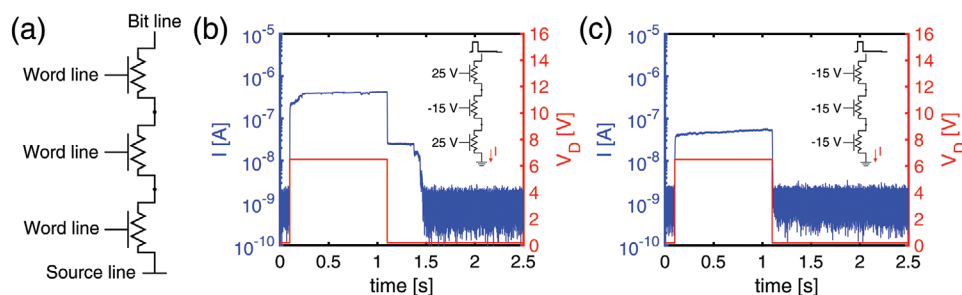 (a)
Bit line
Word line
Word line
Word line
Source line
(b)
I [A]
10-5
10-6
10-7
10-8
10-9
10-10
25 V
-15 V
25 V
I
16
14
12
10
8
6
4
2
0
VD [V]
0 0.5 1 1.5 2 2.5
time [s]
(c)
I [A]
10-5
10-6
10-7
10-8
10-9
10-10
-15 V
-15 V
-15 V
I
16
14
12
10
8
6
4
2
0
VD [V]
0 0.5 1 1.5 2 2.5
time [s]